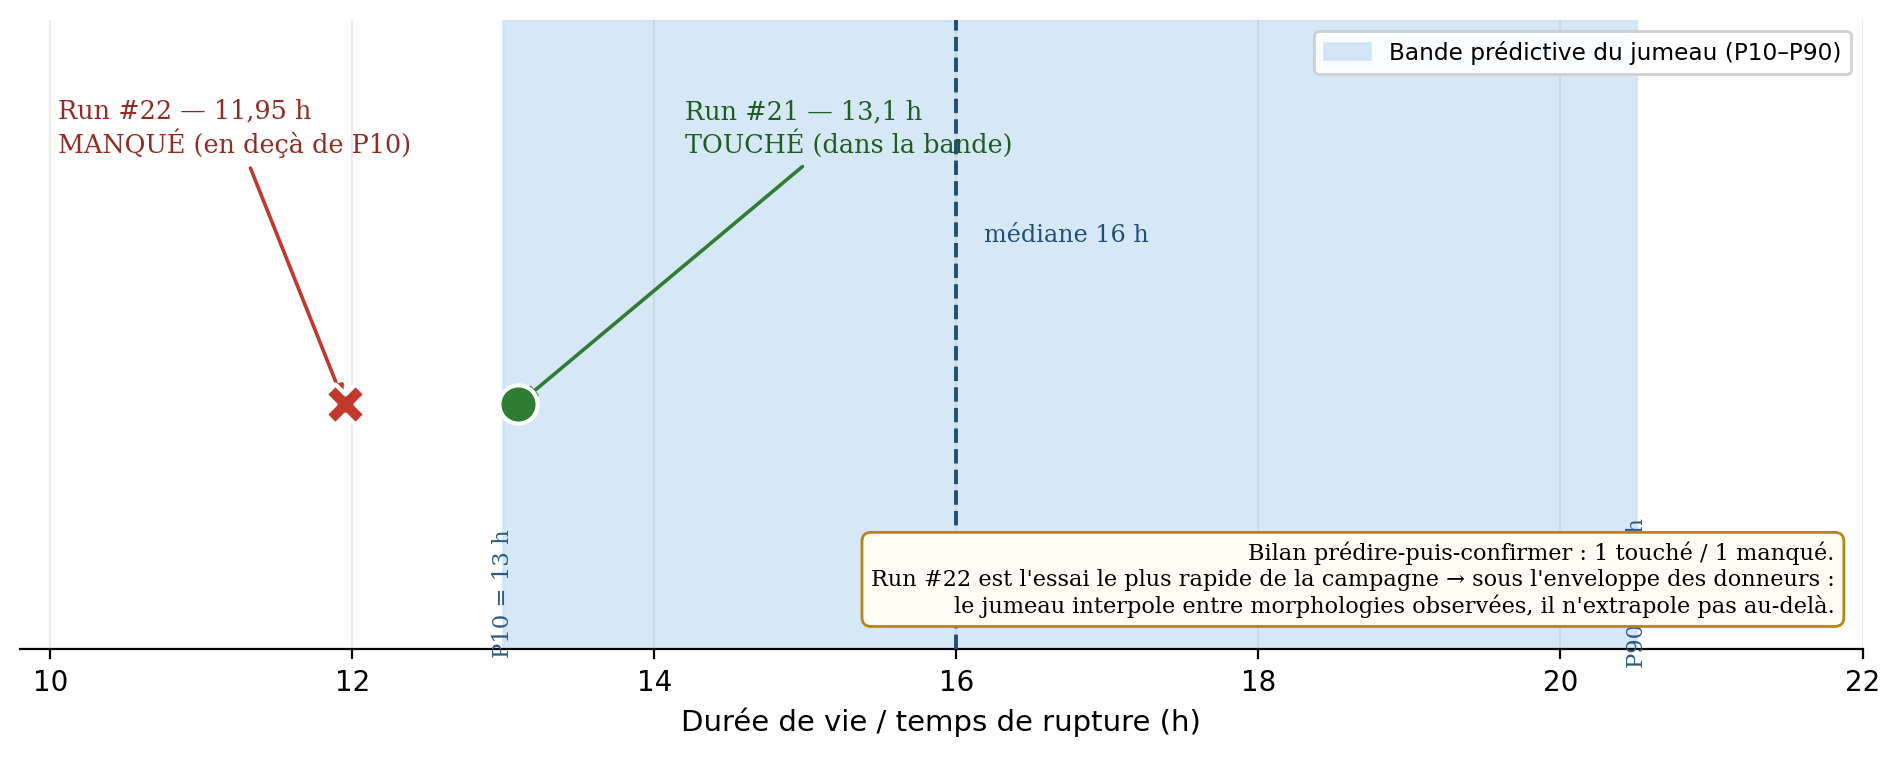 Bande prédictive du jumeau (P10–P90)
Run #22 — 11,95 h
MANQUÉ (en deçà de P10)
Run #21 — 13,1 h
TOUCHÉ (dans la bande)
médiane 16 h
P10 = 13 h
P90
h
Bilan prédire-puis-confirmer : 1 touché / 1 manqué.
Run #22 est l'essai le plus rapide de la campagne → sous l'enveloppe des donneurs :
le jumeau interpole entre morphologies observées, il n'extrapole pas au-delà.
10 12 14 16 18 20 22
Durée de vie / temps de rupture (h)